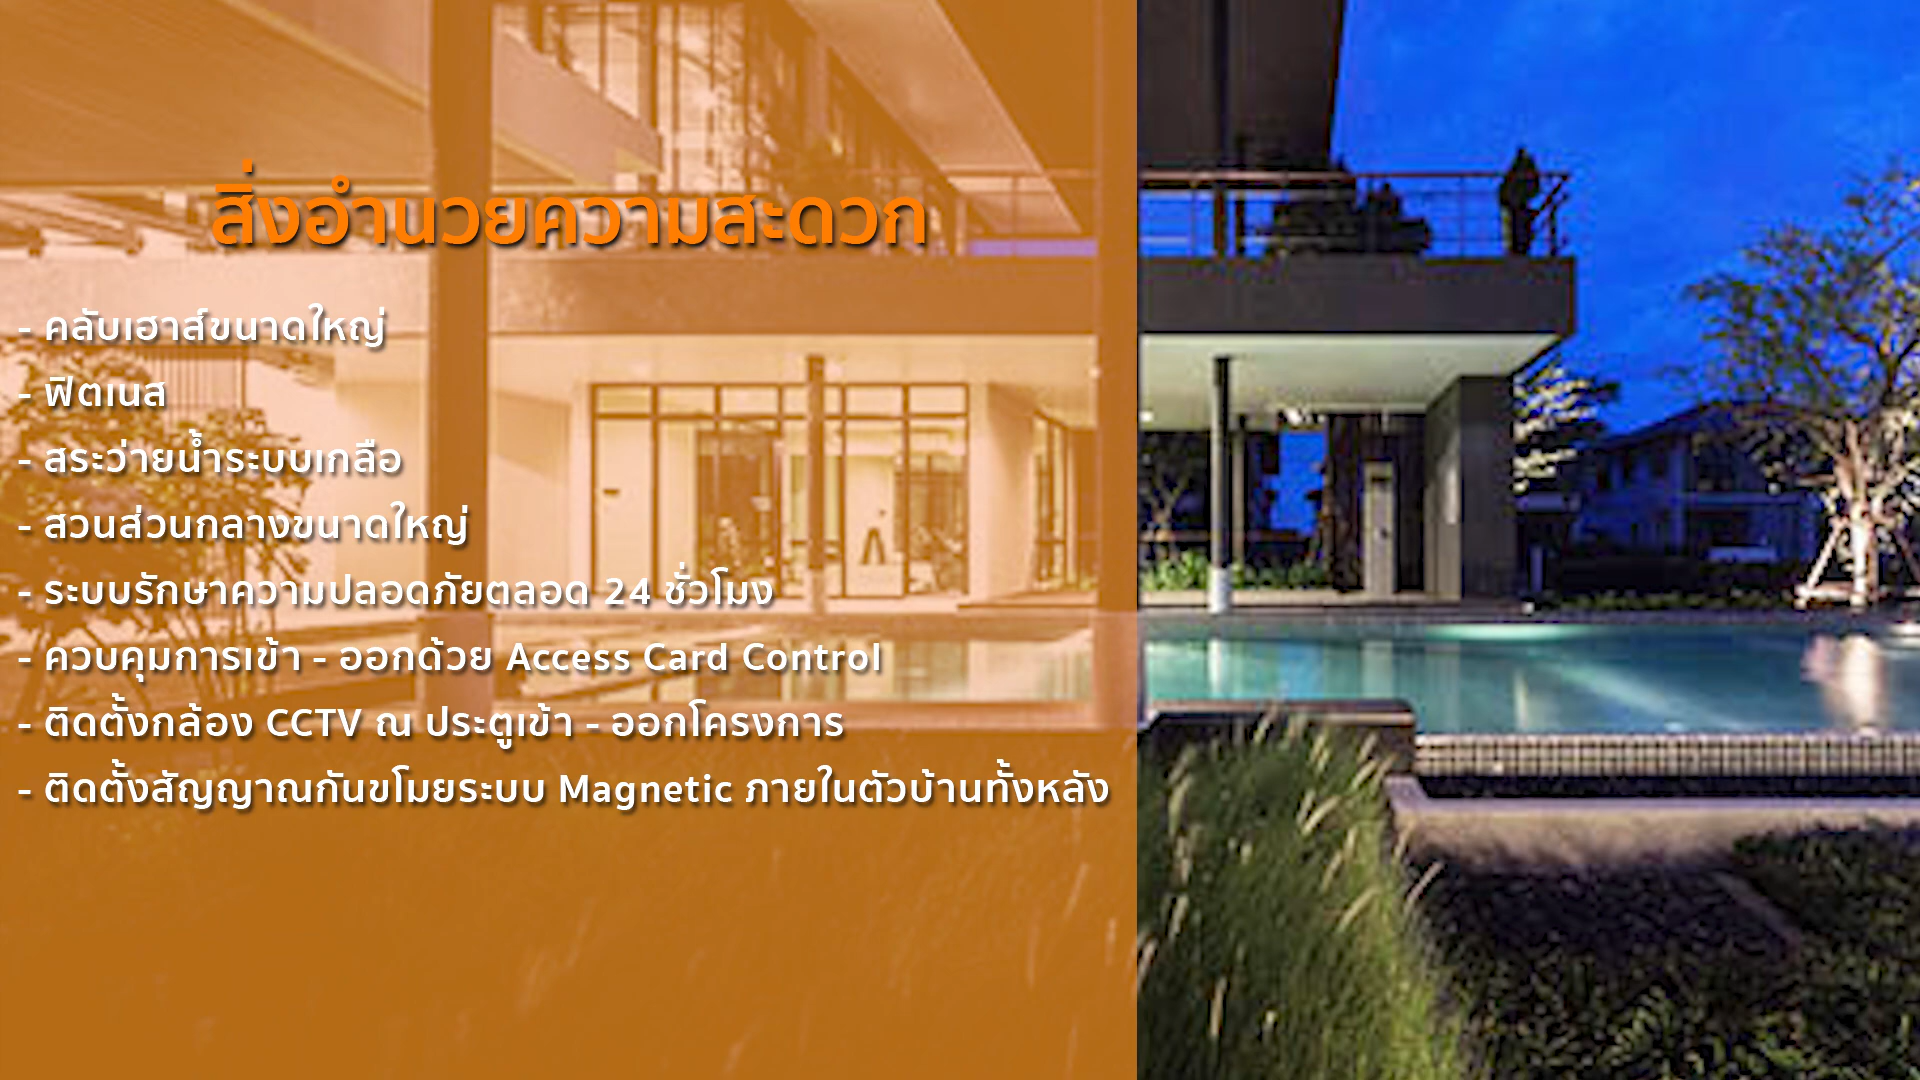 สิ่งอำนวยความสะดวก
- คลับเฮาส์ขนาดใหญ่
- ฟิตเนส
- สระว่ายน้ำระบบเกลือ
- สวนส่วนกลางขนาดใหญ่
- ระบบรักษาความปลอดภัยตลอด 24 ชั่วโมง
- ควบคุมการเข้า - ออกด้วย Access Card Control
- ติดตั้งกล้อง CCTV ณ ประตูเข้า - ออกโครงการ
- ติดตั้งสัญญาณกันขโมยระบบ Magnetic ภายในตัวบ้านทั้งหลัง